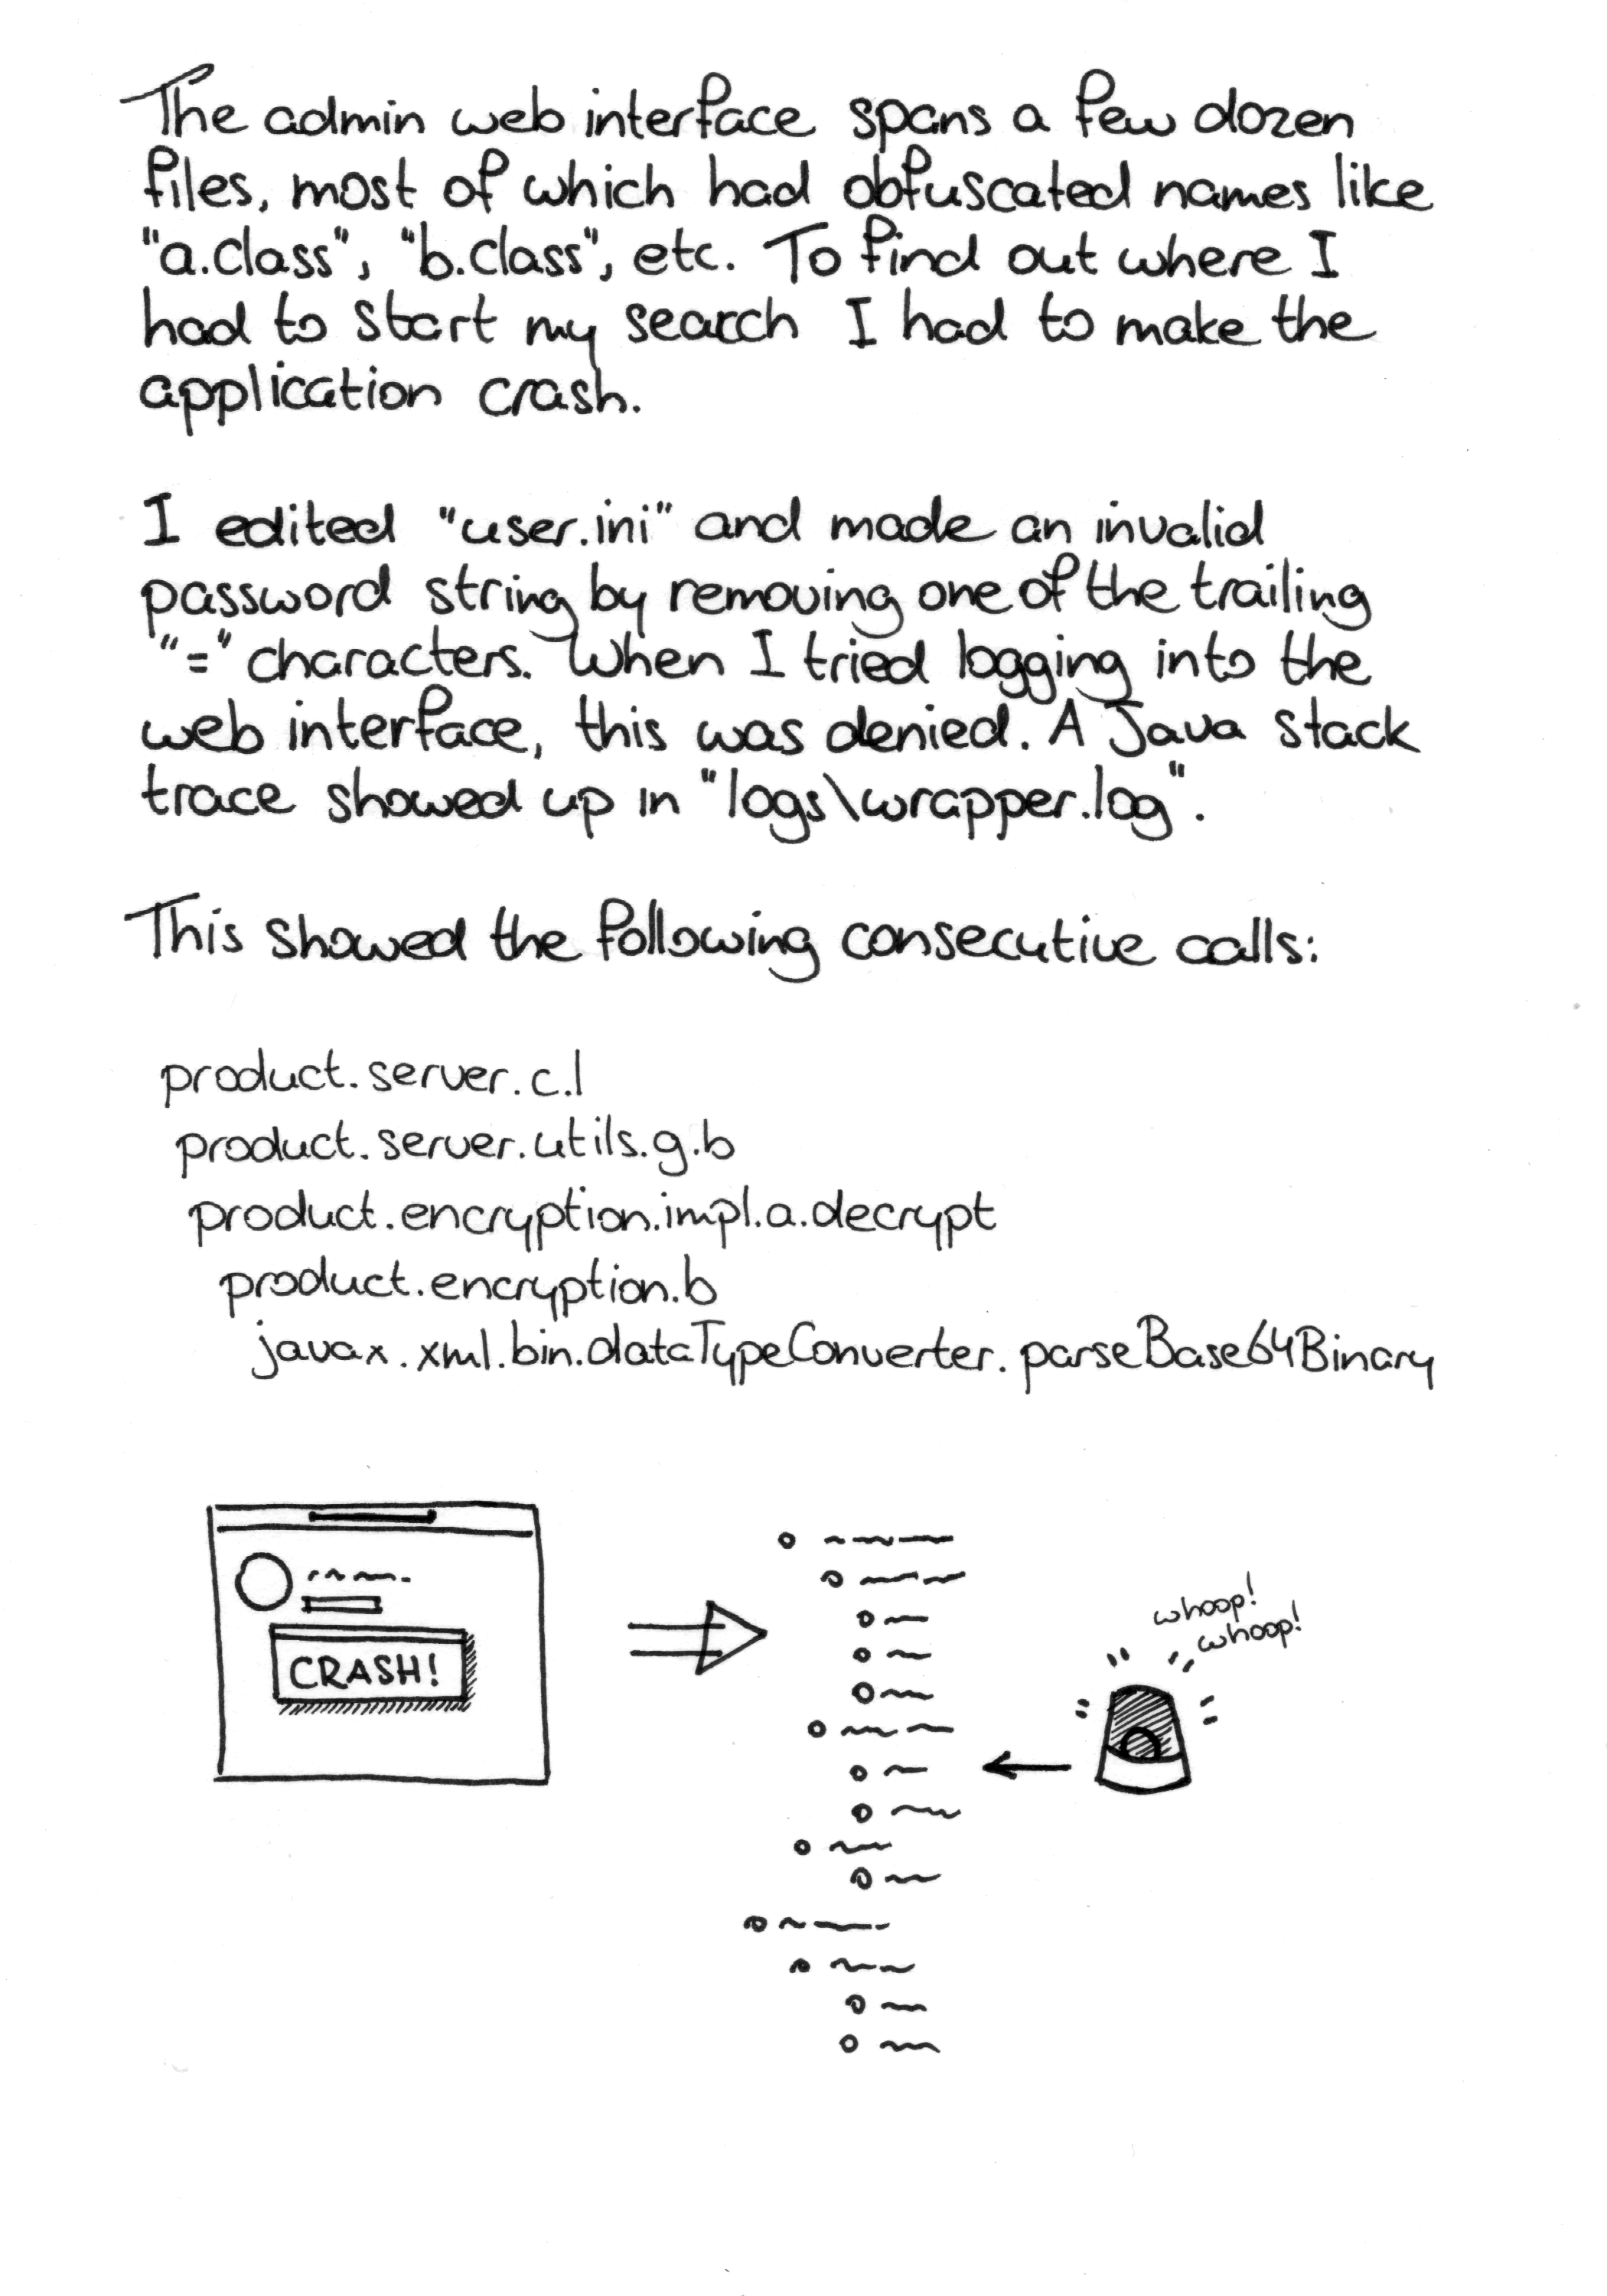 The admin web interface spans a few dozen
files, most of which had obfuscated names like
"a.class", "b.class", etc. To find out where I
had to start my search I had to make the
application crash.
I edited "user.ini" and made an invalid
password string by removing one of the trailing
"=" characters. When I tried logging into the
web interface, this was denied. A Java stack
trace showed up in "logs\wrapper.log".
This showed the following consecutive calls:
product.server.c.l
product.server.utils.g.b
product.encryption.impl.a.decrypt
product.encryption.b
javax.xml.bin.dataTypeConverter.parseBase64Binary
CRASH!
whoop!
whoop!